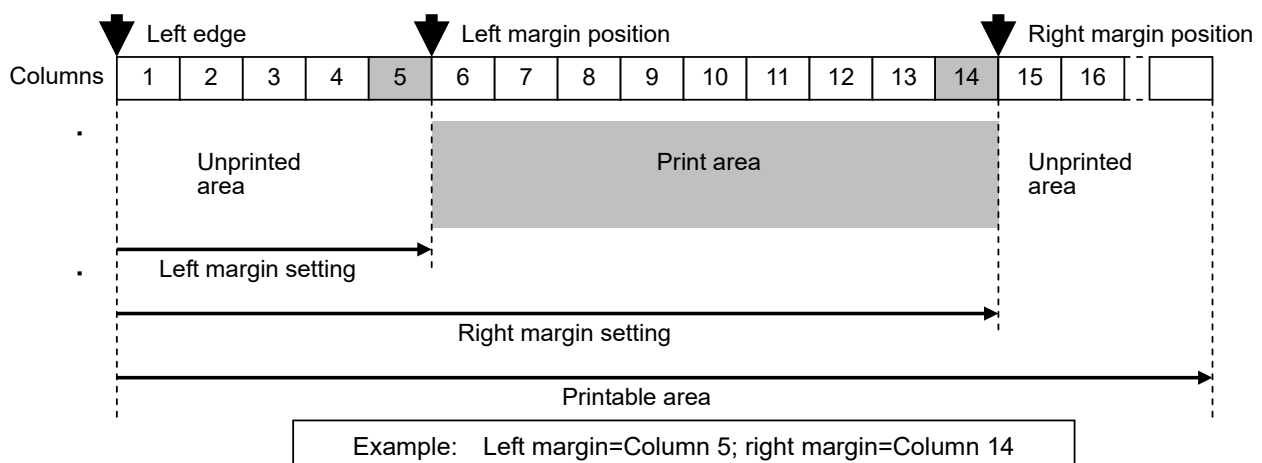 Left edge Left margin position Right margin position
Columns 1 2 3 4 5 6 7 8 9 10 11 12 13 14 15 16
Unprinted area
Print area
Unprinted area
Left margin setting
Right margin setting
Printable area
Example: Left margin=Column 5; right margin=Column 14